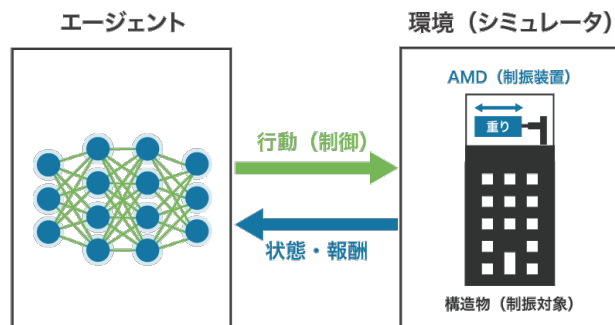 エージェント
環境（シミュレータ）
AMD（制振装置）
重り
行動（制御）
状態・報酬
構造物（制振対象）